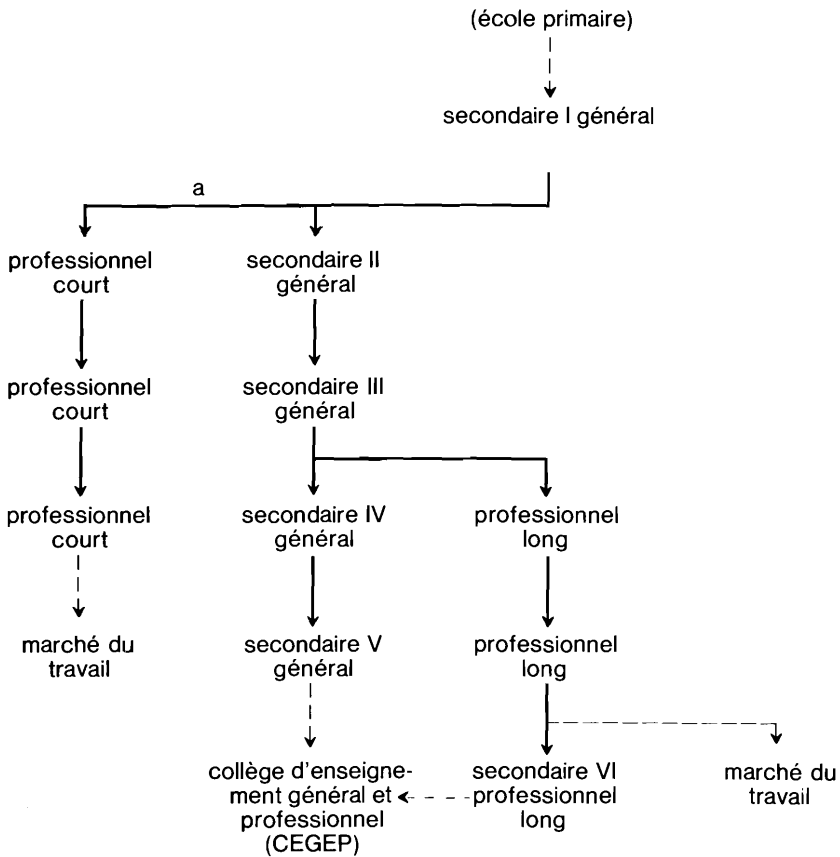 (école primaire)
secondaire I général
a
professionnel
court
secondaire II
général
professionnel
court
secondaire III
général
professionnel
court
secondaire IV
général
professionnel
long
marché du
travail
secondaire V
général
professionnel
long
collège d'enseigne-
ment général et
professionnel
(CEGEP)
secondaire VI
professionnel
long
marché du
travail